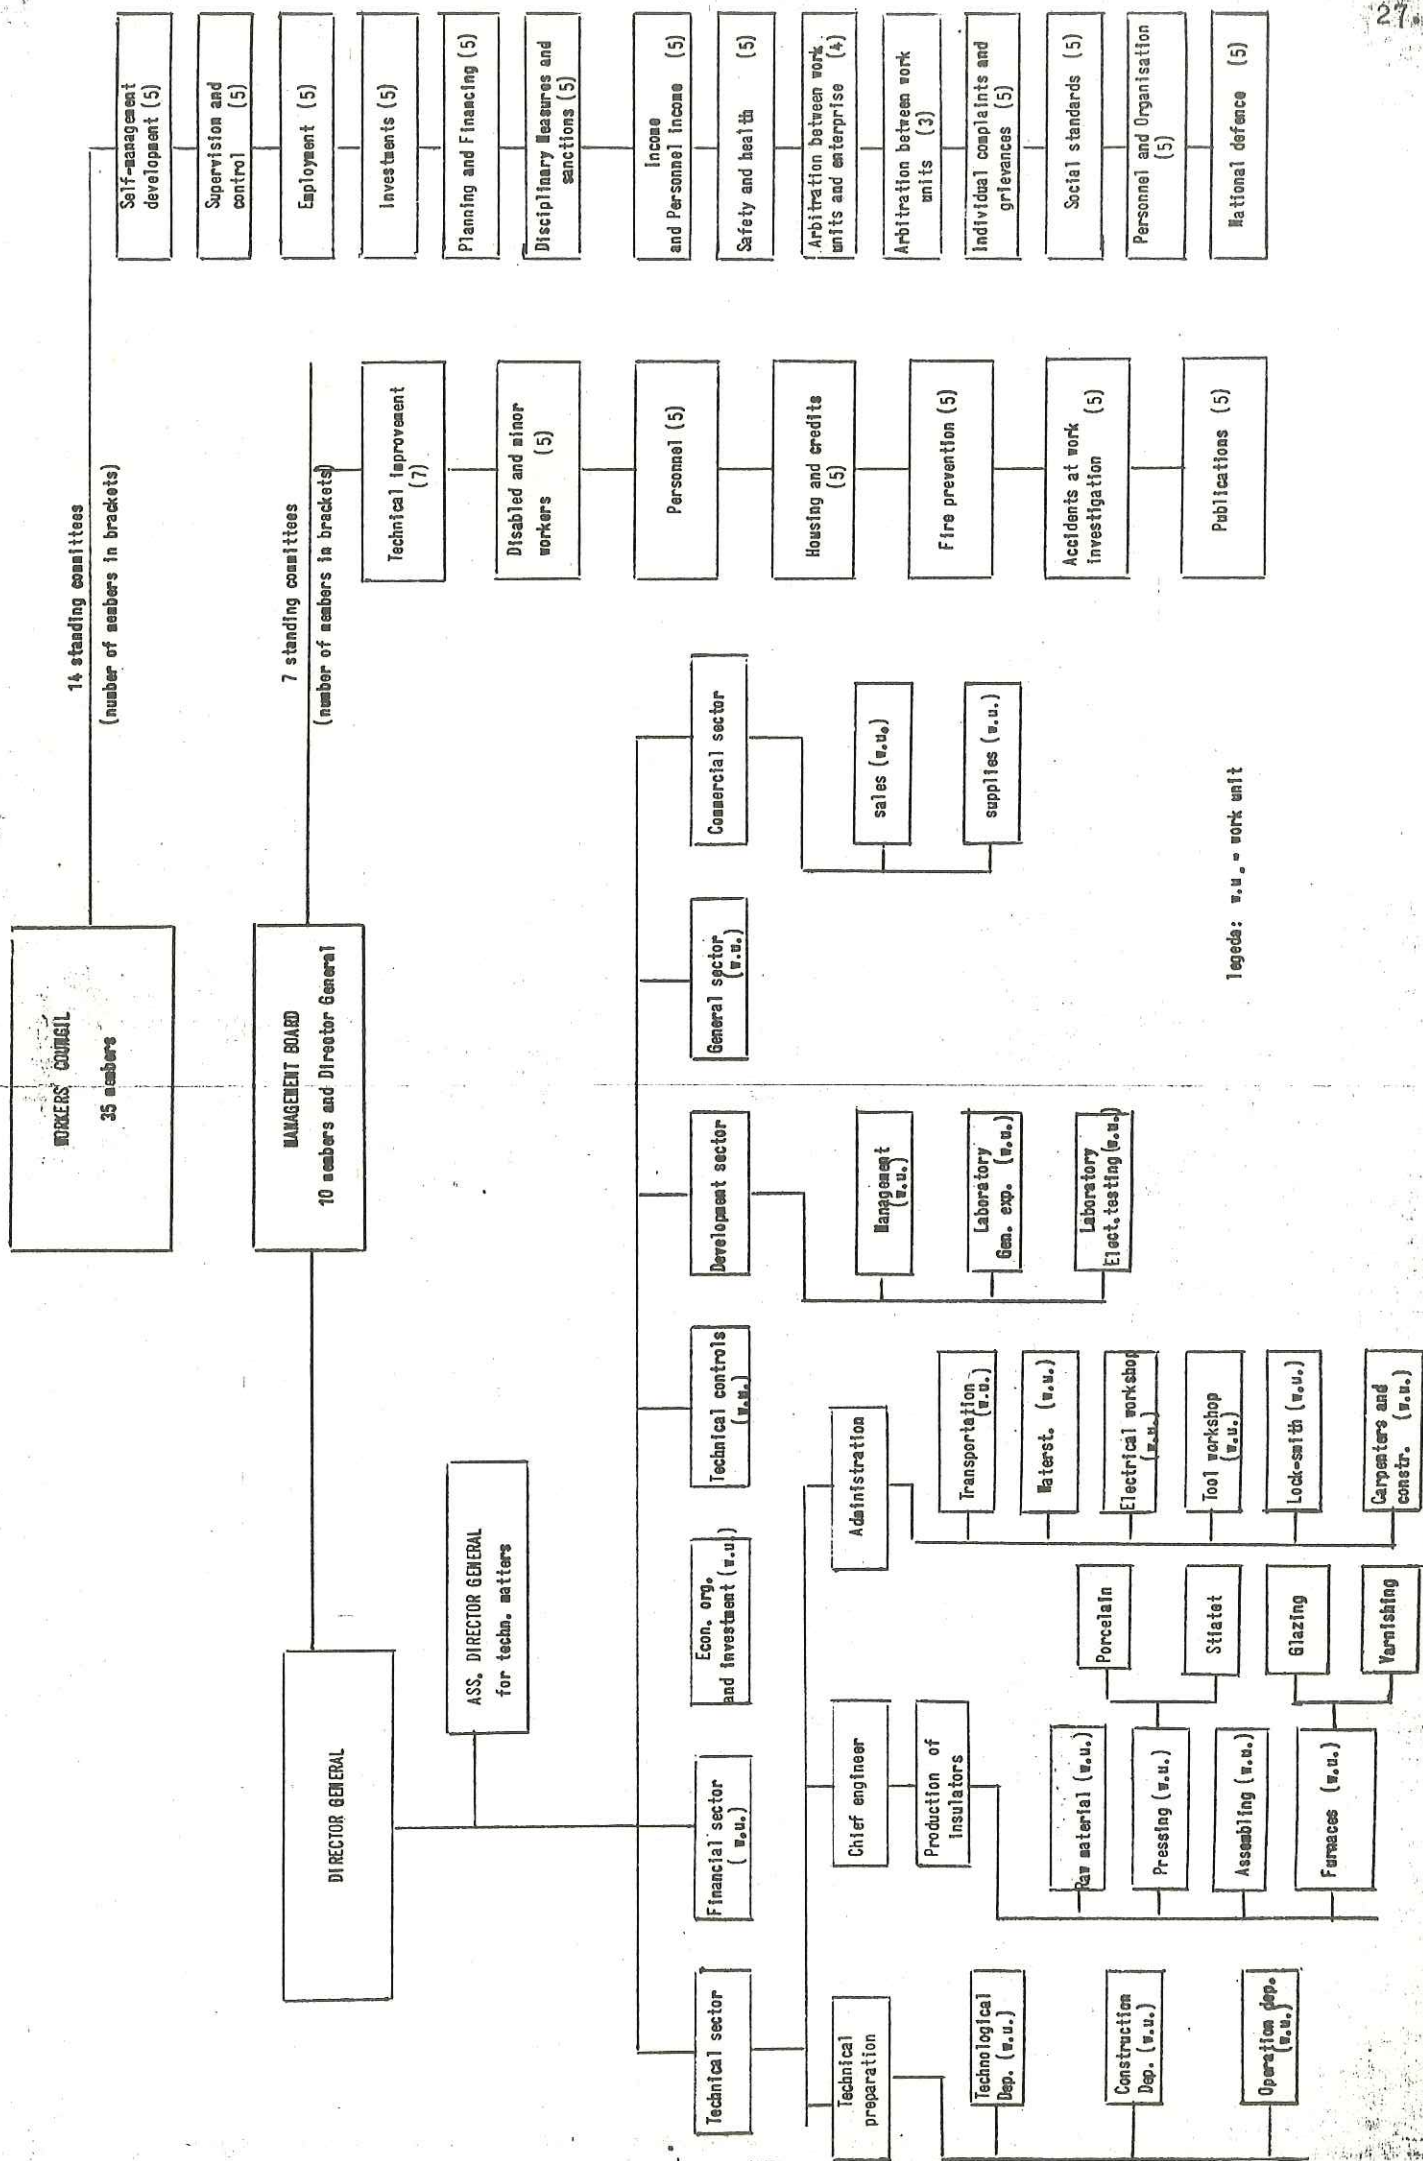 27.
14 standing committees
(number of members in brackets)
WORKERS' COUNCIL
35 members
Self-management
development (5)
Supervision and
control (5)
Employment (5)
Investments (5)
Planning and Financing (5)
Disciplinary Measures and
sanctions (5)
Income
and Personnel income (5)
Safety and health (5)
Arbitration between work
units and enterprise (4)
Arbitration between work
units (3)
Individual complaints and
grievances (5)
Social standards (5)
Personnel and Organisation
(5)
National defence (5)
7 standing committees
(number of members in brackets)
MANAGEMENT BOARD
10 members and Director General
Technical improvement
(7)
Disabled and minor
workers (5)
Personnel (5)
Housing and credits
(5)
Fire prevention (5)
Accidents at work
investigation (5)
Publications (5)
DIRECTOR GENERAL
ASS. DIRECTOR GENERAL
for techn. matters
Technical sector
Financial sector
(w.u.)
Econ. org.
and investment (w.u.)
Technical controls
(w.u.)
Development sector
General sector
(w.u.)
Commercial sector
Technical
preparation
Technological
Dep. (w.u.)
Construction
Dep. (w.u.)
Operation dep.
(w.u.)
Chief engineer
Production of
insulators
Raw material (w.u.)
Pressing (w.u.)
Assembling (w.u.)
Furnaces (w.u.)
Porcelain
Stiatet
Glazing
Varnishing
Administration
Transportation
(w.u.)
Waterst. (w.u.)
Electrical workshop
(w.u.)
Tool workshop
(w.u.)
Lock-smith (w.u.)
Carpenters and
constr. (w.u.)
Management
(w.u.)
Laboratory
Gen. exp. (w.u.)
Laboratory
Elect.testing (w.u.)
sales (w.u.)
supplies (w.u.)
legeda: w.u. = work unit